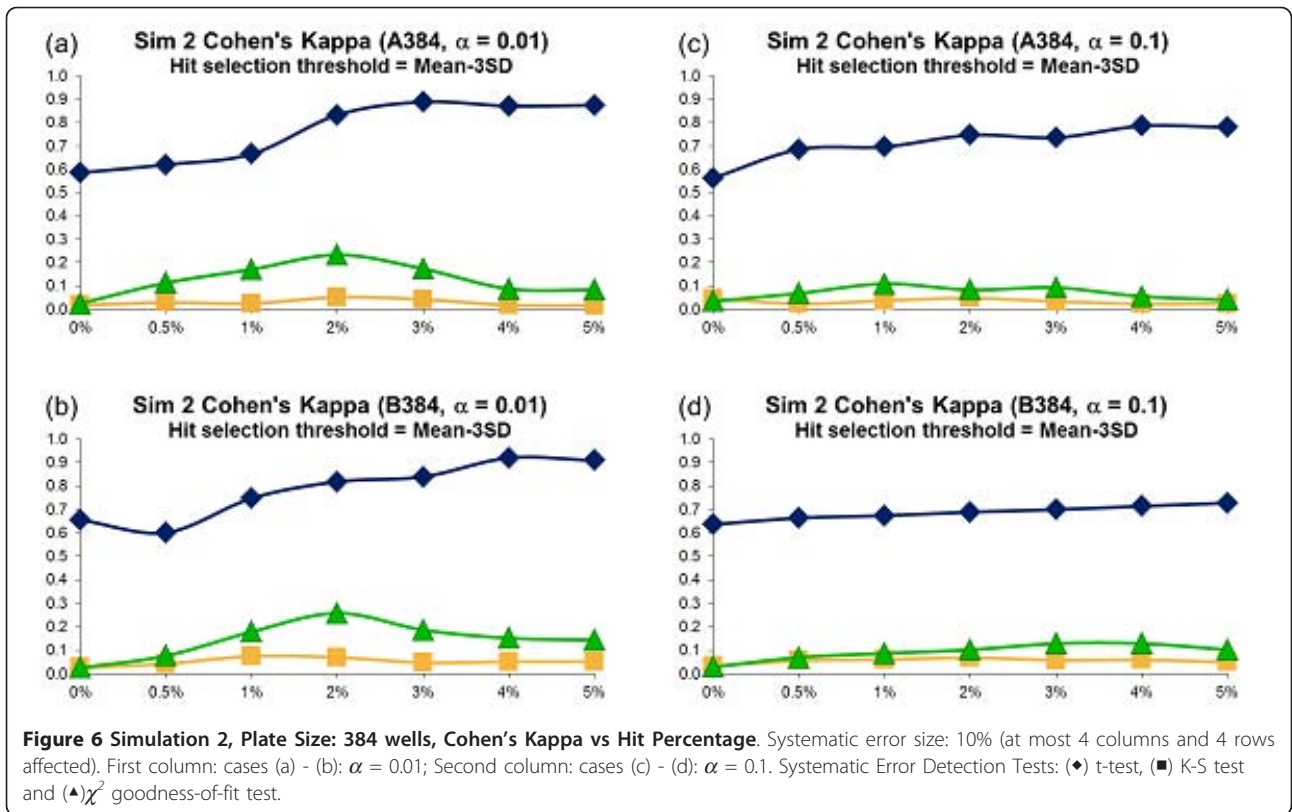 (a) Sim 2 Cohen's Kappa (A384, α = 0.01)
Hit selection threshold = Mean-3SD
1.0
0.9
0.8
0.7
0.6
0.5
0.4
0.3
0.2
0.1
0.0
0% 0.5% 1% 2% 3% 4% 5%
(c) Sim 2 Cohen's Kappa (A384, α = 0.1)
Hit selection threshold = Mean-3SD
1.0
0.9
0.8
0.7
0.6
0.5
0.4
0.3
0.2
0.1
0.0
0% 0.5% 1% 2% 3% 4% 5%
(b) Sim 2 Cohen's Kappa (B384, α = 0.01)
Hit selection threshold = Mean-3SD
1.0
0.9
0.8
0.7
0.6
0.5
0.4
0.3
0.2
0.1
0.0
0% 0.5% 1% 2% 3% 4% 5%
(d) Sim 2 Cohen's Kappa (B384, α = 0.1)
Hit selection threshold = Mean-3SD
1.0
0.9
0.8
0.7
0.6
0.5
0.4
0.3
0.2
0.1
0.0
0% 0.5% 1% 2% 3% 4% 5%
Figure 6 Simulation 2, Plate Size: 384 wells, Cohen's Kappa vs Hit Percentage. Systematic error size: 10% (at most 4 columns and 4 rows
affected). First column: cases (a) - (b): α = 0.01; Second column: cases (c) - (d): α = 0.1. Systematic Error Detection Tests: (♦) t-test, (■) K-S test
and (▲)χ² goodness-of-fit test.